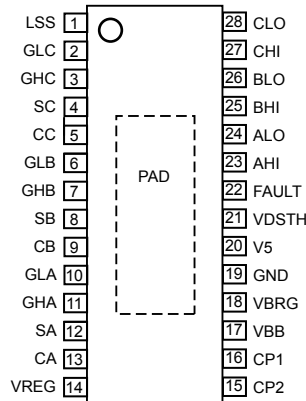 LSS 1 28 CLO
GLC 2 27 CHI
GHC 3 26 BLO
SC 4 25 BHI
CC 5 24 ALO
GLB 6 23 AHI
GHB 7 PAD 22 FAULT
SB 8 21 VDSTH
CB 9 20 V5
GLA 10 19 GND
GHA 11 18 VBRG
SA 12 17 VBB
CA 13 16 CP1
VREG 14 15 CP2